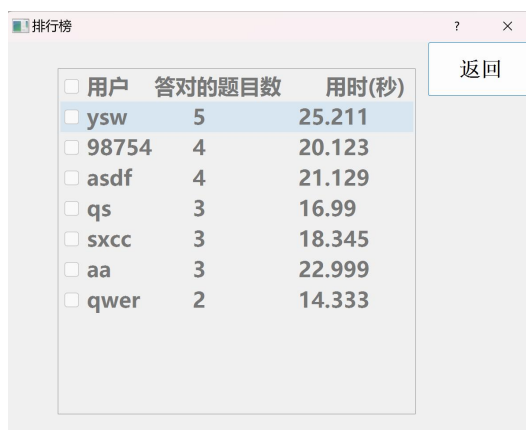 排行榜
?
返回
用户 答对的题目数 用时(秒)
ysw 5 25.211
98754 4 20.123
asdf 4 21.129
qs 3 16.99
sxcc 3 18.345
aa 3 22.999
qwer 2 14.333